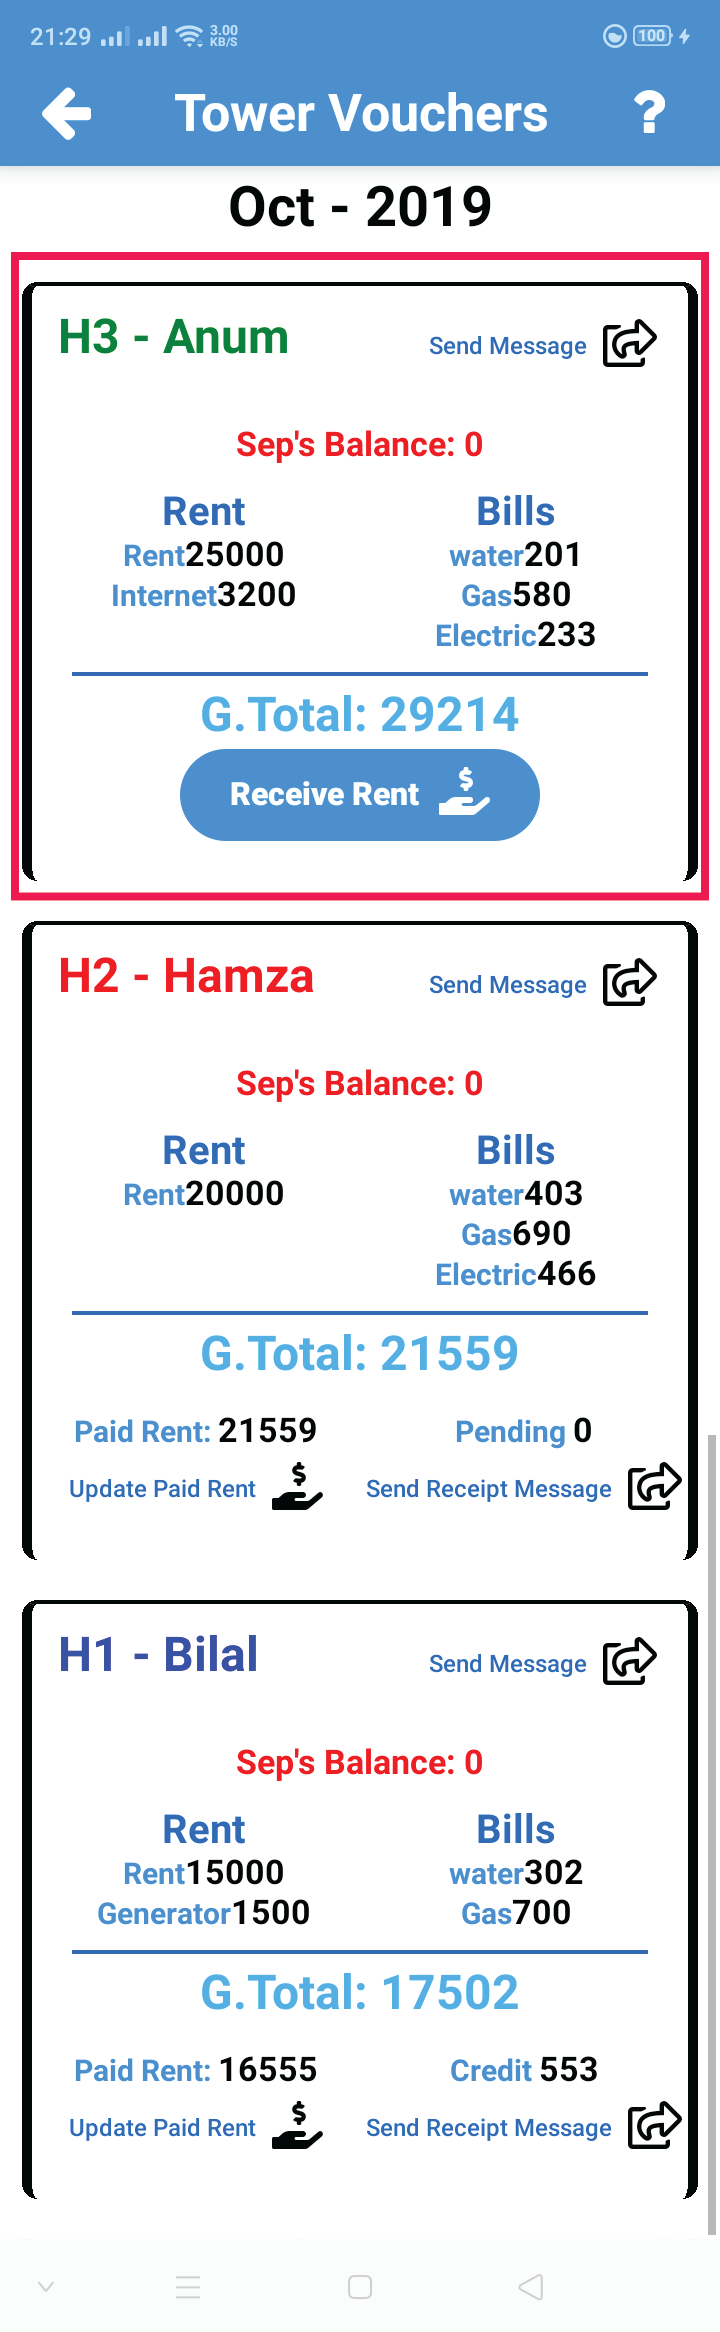 21:29 3.00 KB/S 100
Tower Vouchers ?
Oct - 2019
H3 - Anum Send Message
Sep's Balance: 0
Rent Bills
Rent25000 water201
Internet3200 Gas580
Electric233
G.Total: 29214
Receive Rent $
H2 - Hamza Send Message
Sep's Balance: 0
Rent Bills
Rent20000 water403
Gas690
Electric466
G.Total: 21559
Paid Rent: 21559 Pending 0
Update Paid Rent $ Send Receipt Message
H1 - Bilal Send Message
Sep's Balance: 0
Rent Bills
Rent15000 water302
Generator1500 Gas700
G.Total: 17502
Paid Rent: 16555 Credit 553
Update Paid Rent $ Send Receipt Message